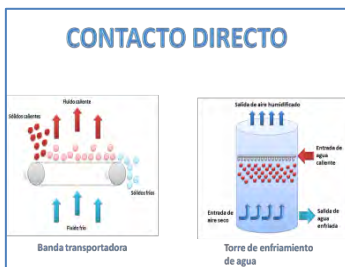 CONTACTO DIRECTO
Fluido caliente
Sólidos calientes
Sólidos fríos
Fluido frío
Banda transportadora
Salida de aire humidificado
Entrada de
agua
caliente
Entrada de
aire seco
Salida de
agua
enfriada
Torre de enfriamiento
de agua